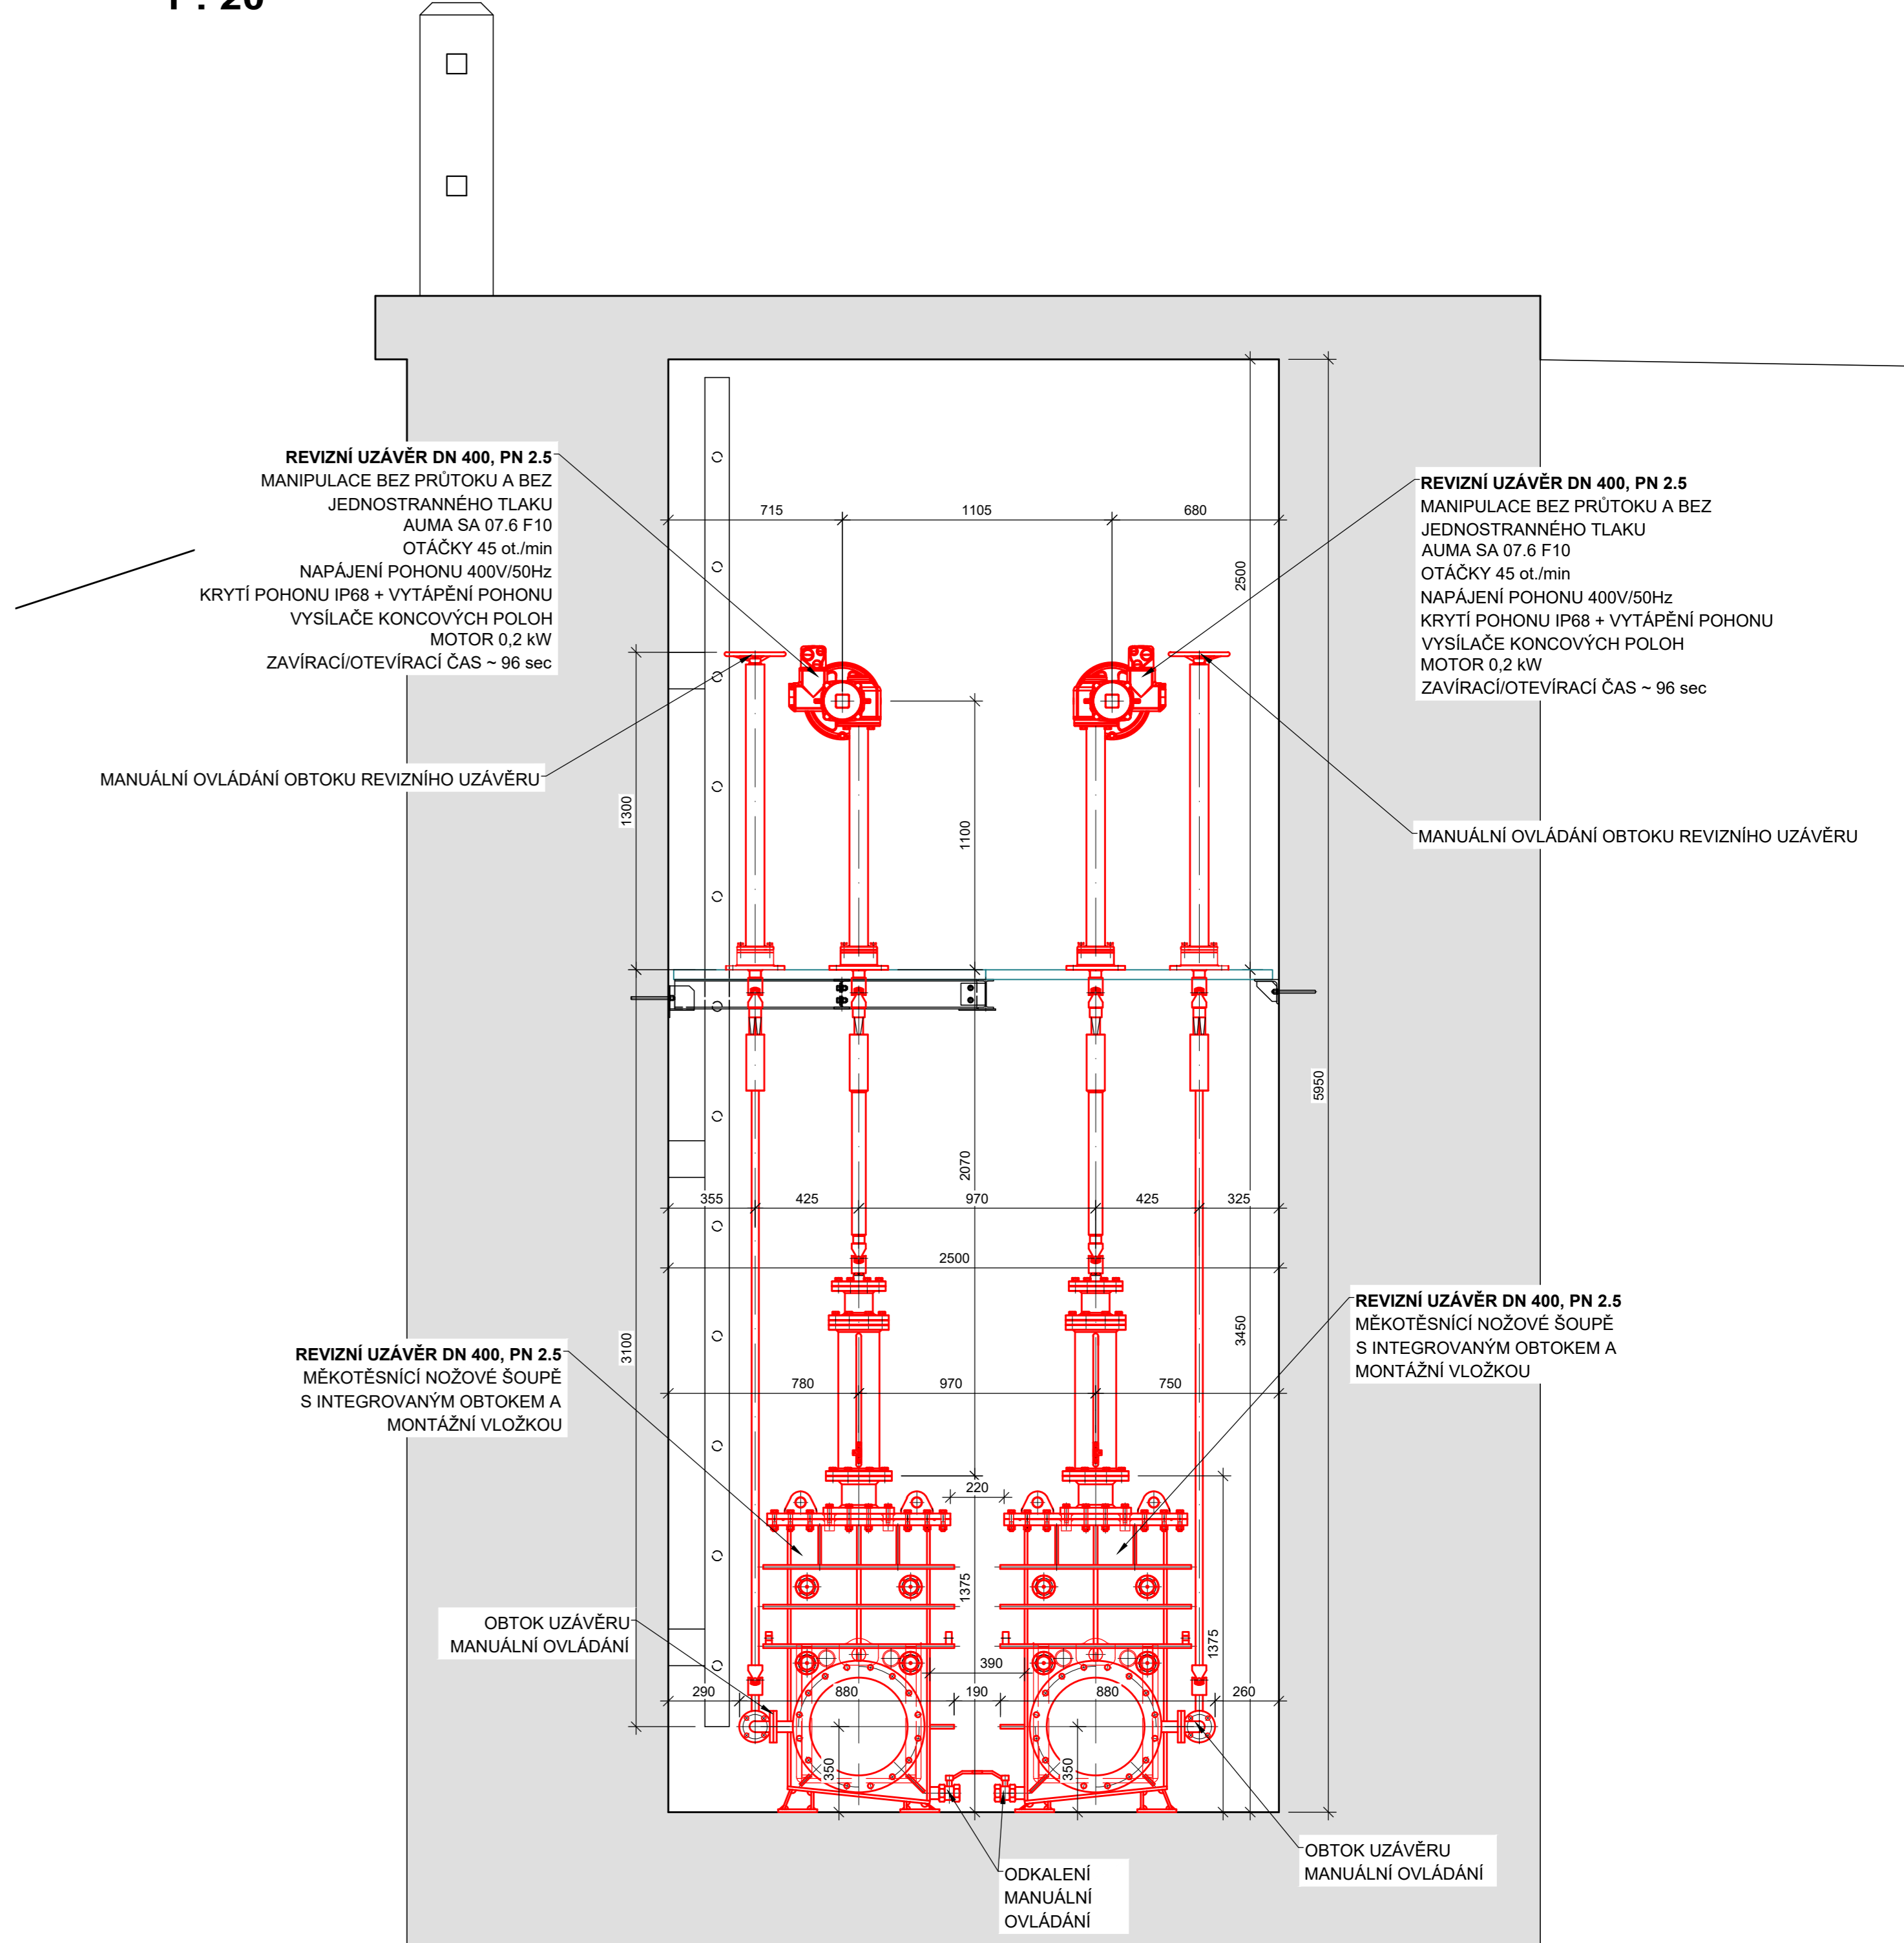 1 : 20
REVIZNÍ UZÁVĚR DN 400, PN 2.5
MANIPULACE BEZ PRŮTOKU A BEZ
JEDNOSTRANNÉHO TLAKU
AUMA SA 07.6 F10
OTÁČKY 45 ot./min
NAPÁJENÍ POHONU 400V/50Hz
KRYTÍ POHONU IP68 + VYTÁPĚNÍ POHONU
VYSÍLAČE KONCOVÝCH POLOH
MOTOR 0,2 kW
ZAVÍRACÍ/OTEVÍRACÍ ČAS ~ 96 sec
REVIZNÍ UZÁVĚR DN 400, PN 2.5
MANIPULACE BEZ PRŮTOKU A BEZ
JEDNOSTRANNÉHO TLAKU
AUMA SA 07.6 F10
OTÁČKY 45 ot./min
NAPÁJENÍ POHONU 400V/50Hz
KRYTÍ POHONU IP68 + VYTÁPĚNÍ POHONU
VYSÍLAČE KONCOVÝCH POLOH
MOTOR 0,2 kW
ZAVÍRACÍ/OTEVÍRACÍ ČAS ~ 96 sec
715
1105
680
2500
MANUÁLNÍ OVLÁDÁNÍ OBTOKU REVIZNÍHO UZÁVĚRU
1300
1100
MANUÁLNÍ OVLÁDÁNÍ OBTOKU REVIZNÍHO UZÁVĚRU
5950
2070
355
425
970
425
325
2500
3100
3450
REVIZNÍ UZÁVĚR DN 400, PN 2.5
MĚKOTĚSNÍCÍ NOŽOVÉ ŠOUPĚ
S INTEGROVANÝM OBTOKEM A
MONTÁŽNÍ VLOŽKOU
REVIZNÍ UZÁVĚR DN 400, PN 2.5
MĚKOTĚSNÍCÍ NOŽOVÉ ŠOUPĚ
S INTEGROVANÝM OBTOKEM A
MONTÁŽNÍ VLOŽKOU
780
970
750
220
1375
1375
OBTOK UZÁVĚRU
MANUÁLNÍ OVLÁDÁNÍ
390
290
880
190
880
260
350
350
OBTOK UZÁVĚRU
MANUÁLNÍ OVLÁDÁNÍ
ODKALENÍ
MANUÁLNÍ
OVLÁDÁNÍ